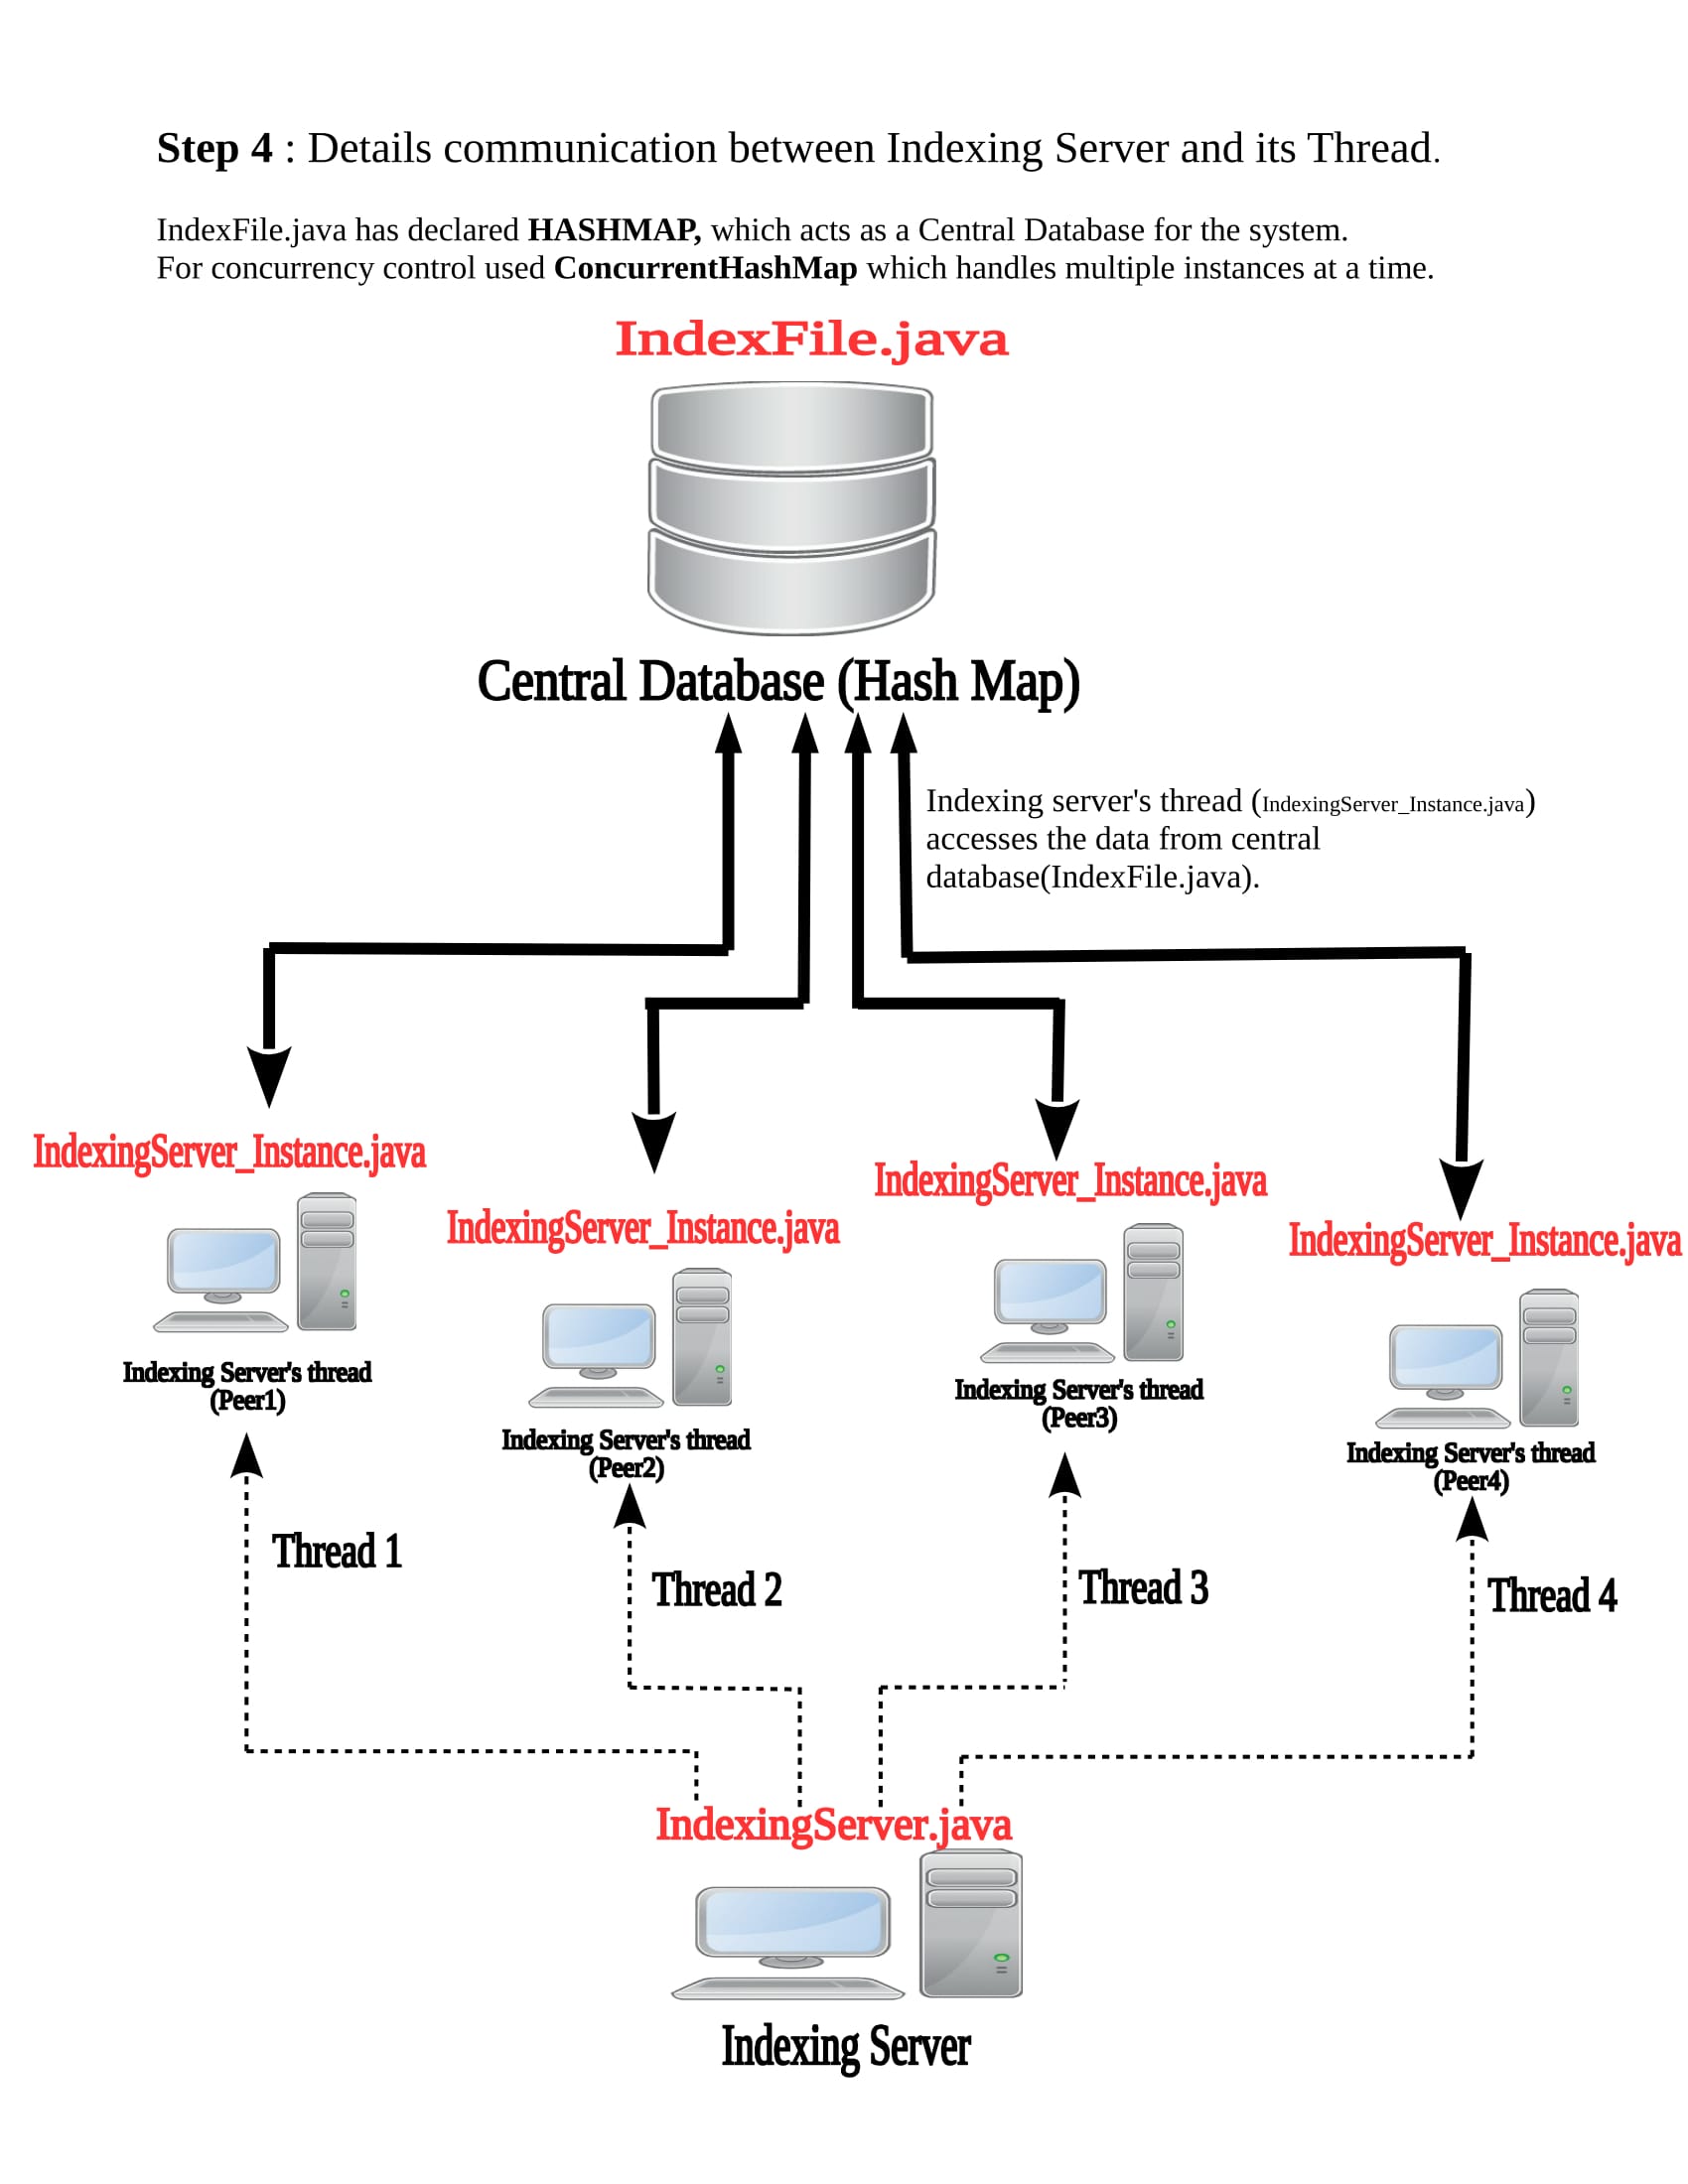 Step 4 : Details communication between Indexing Server and its Thread.
IndexFile.java has declared HASHMAP, which acts as a Central Database for the system.
For concurrency control used ConcurrentHashMap which handles multiple instances at a time.
IndexFile.java
Central Database (Hash Map)
Indexing server's thread (IndexingServer_Instance.java)
accesses the data from central
database(IndexFile.java).
IndexingServer_Instance.java
Indexing Server's thread
(Peer1)
IndexingServer_Instance.java
Indexing Server's thread
(Peer2)
IndexingServer_Instance.java
Indexing Server's thread
(Peer3)
IndexingServer_Instance.java
Indexing Server's thread
(Peer4)
Thread 1
Thread 2
Thread 3
Thread 4
IndexingServer.java
Indexing Server